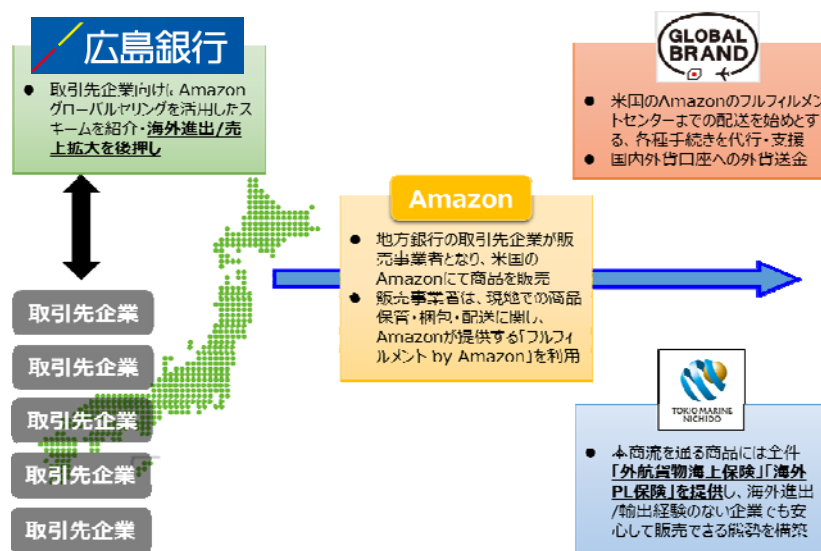 広島銀行
● 取引先企業向けに Amazon
グローバルセリングを活用したス
キームを紹介・海外進出/売
上拡大を後押し
GLOBAL
BRAND
● 米国のAmazonのフルフィルメン
トセンターまでの配送を始めとす
る、各種手続きを代行・支援
● 国内外貨口座への外貨送金
Amazon
● 地方銀行の取引先企業が販
売事業者となり、米国の
Amazonにて商品を販売
● 販売事業者は、現地での商品
保管・梱包・配送に関し、
Amazonが提供する「フルフィ
ルメント by Amazon」を利用
取引先企業
取引先企業
取引先企業
取引先企業
取引先企業
TOKIO MARINE
NICHIDO
● 本商流を通る商品には全件
「外航貨物海上保険」「海外
PL保険」を提供し、海外進出
/輸出経験のない企業でも安
心して販売できる態勢を構築